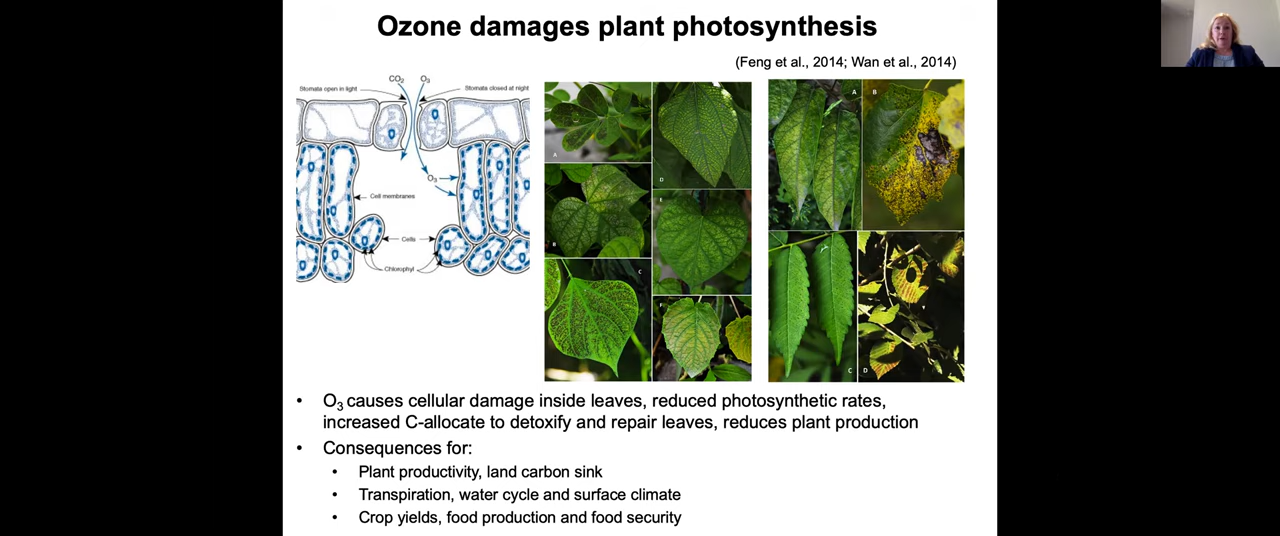 Ozone damages plant photosynthesis
(Feng et al., 2014; Wan et al., 2014)
CO2 O3
Stomata open in light
Stomata closed at night
O3
Cell membranes
Cells
Chlorophyl
A
B
C
D
E
F
A
B
C
D
• O3 causes cellular damage inside leaves, reduced photosynthetic rates,
increased C-allocate to detoxify and repair leaves, reduces plant production
• Consequences for:
• Plant productivity, land carbon sink
• Transpiration, water cycle and surface climate
• Crop yields, food production and food security